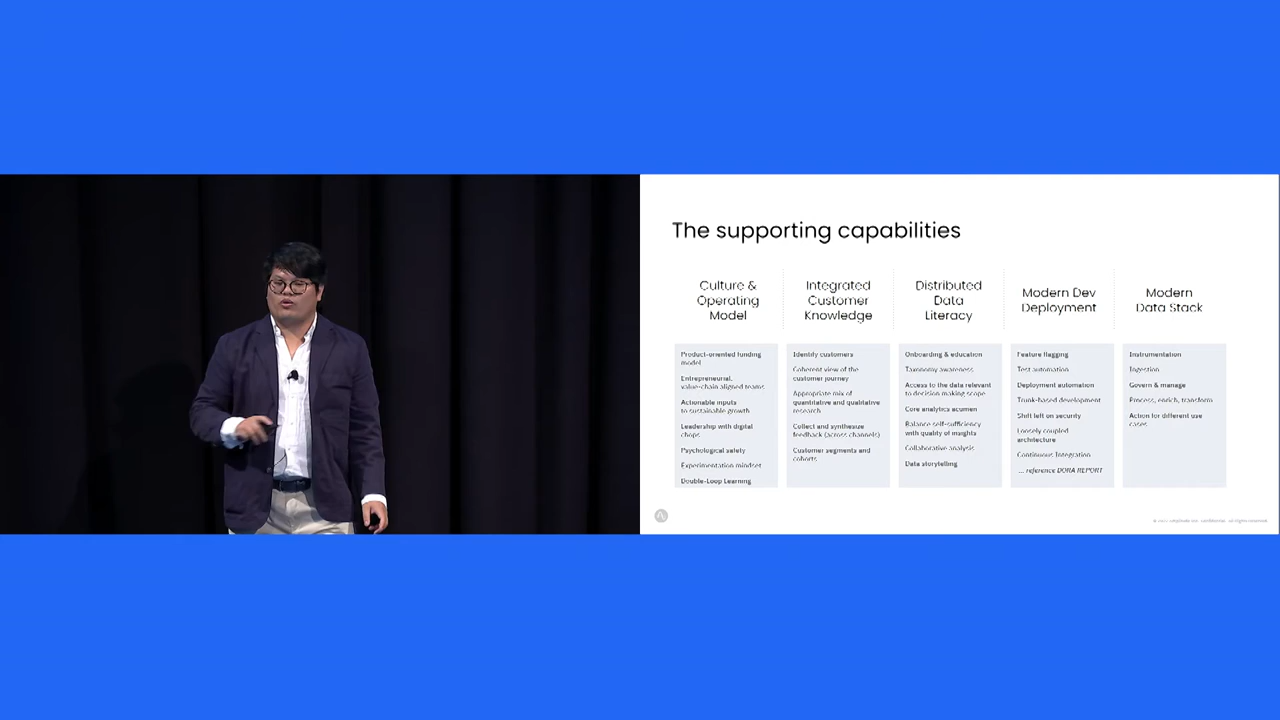 The supporting capabilities
Culture &
Operating
Model
Integrated
Customer
Knowledge
Distributed
Data
Literacy
Modern Dev
Deployment
Modern
Data Stack
Product-oriented funding
model
Entrepreneurial,
value-chain aligned teams
Actionable inputs
to sustainable growth
Leadership with digital
chops
Psychological safety
Experimentation mindset
Double-Loop Learning
Identify customers
Coherent view of the
customer journey
Appropriate mix of
quantitative and qualitative
research
Collect and synthesize
feedback (across channels)
Customer segments and
cohorts
Onboarding & education
Taxonomy awareness
Access to the data relevant
to decision making scope
Core analytics acumen
Balance self-sufficiency
with quality of insights
Collaborative analysis
Data storytelling
Feature flagging
Test automation
Deployment automation
Trunk-based development
Shift left on security
Loosely coupled
architecture
Continuous Integration
... reference DORA REPORT
Instrumentation
Ingestion
Govern & manage
Process, enrich, transform
Action for different use
cases